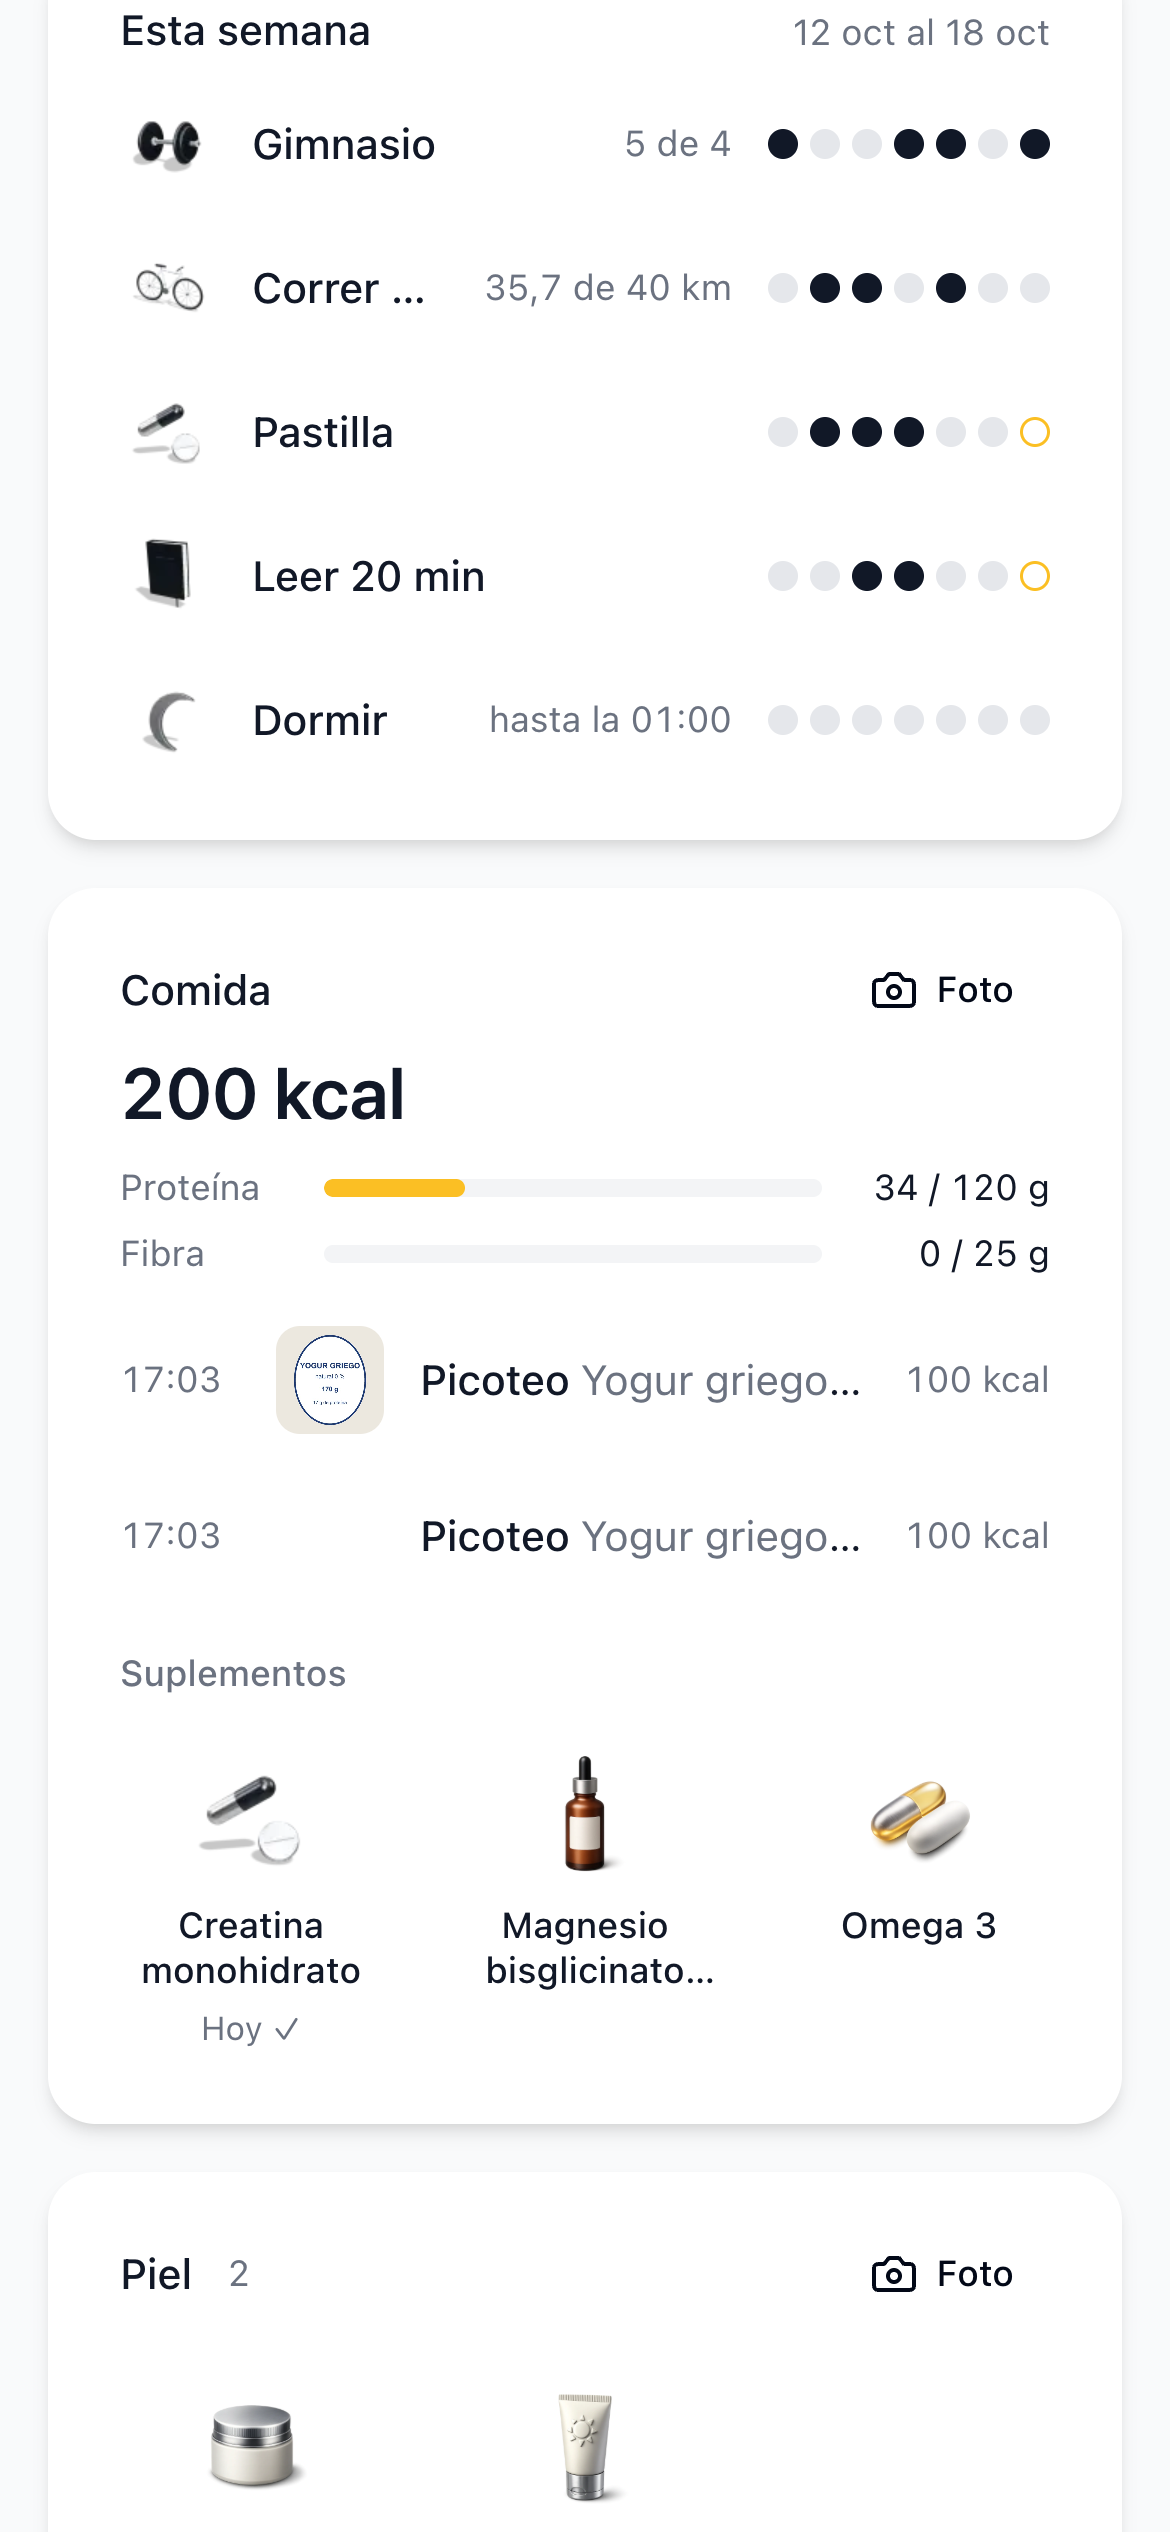 Esta semana 12 oct al 18 oct
Gimnasio 5 de 4
Correr ... 35,7 de 40 km
Pastilla
Leer 20 min
Dormir hasta la 01:00
Comida Foto
200 kcal
Proteína 34 / 120 g
Fibra 0 / 25 g
YOGUR GRIEGO
170 g
17:03 Picoteo Yogur griego... 100 kcal
17:03 Picoteo Yogur griego... 100 kcal
Suplementos
Creatina monohidrato
Hoy ✓
Magnesio bisglicinato...
Omega 3
Piel 2 Foto